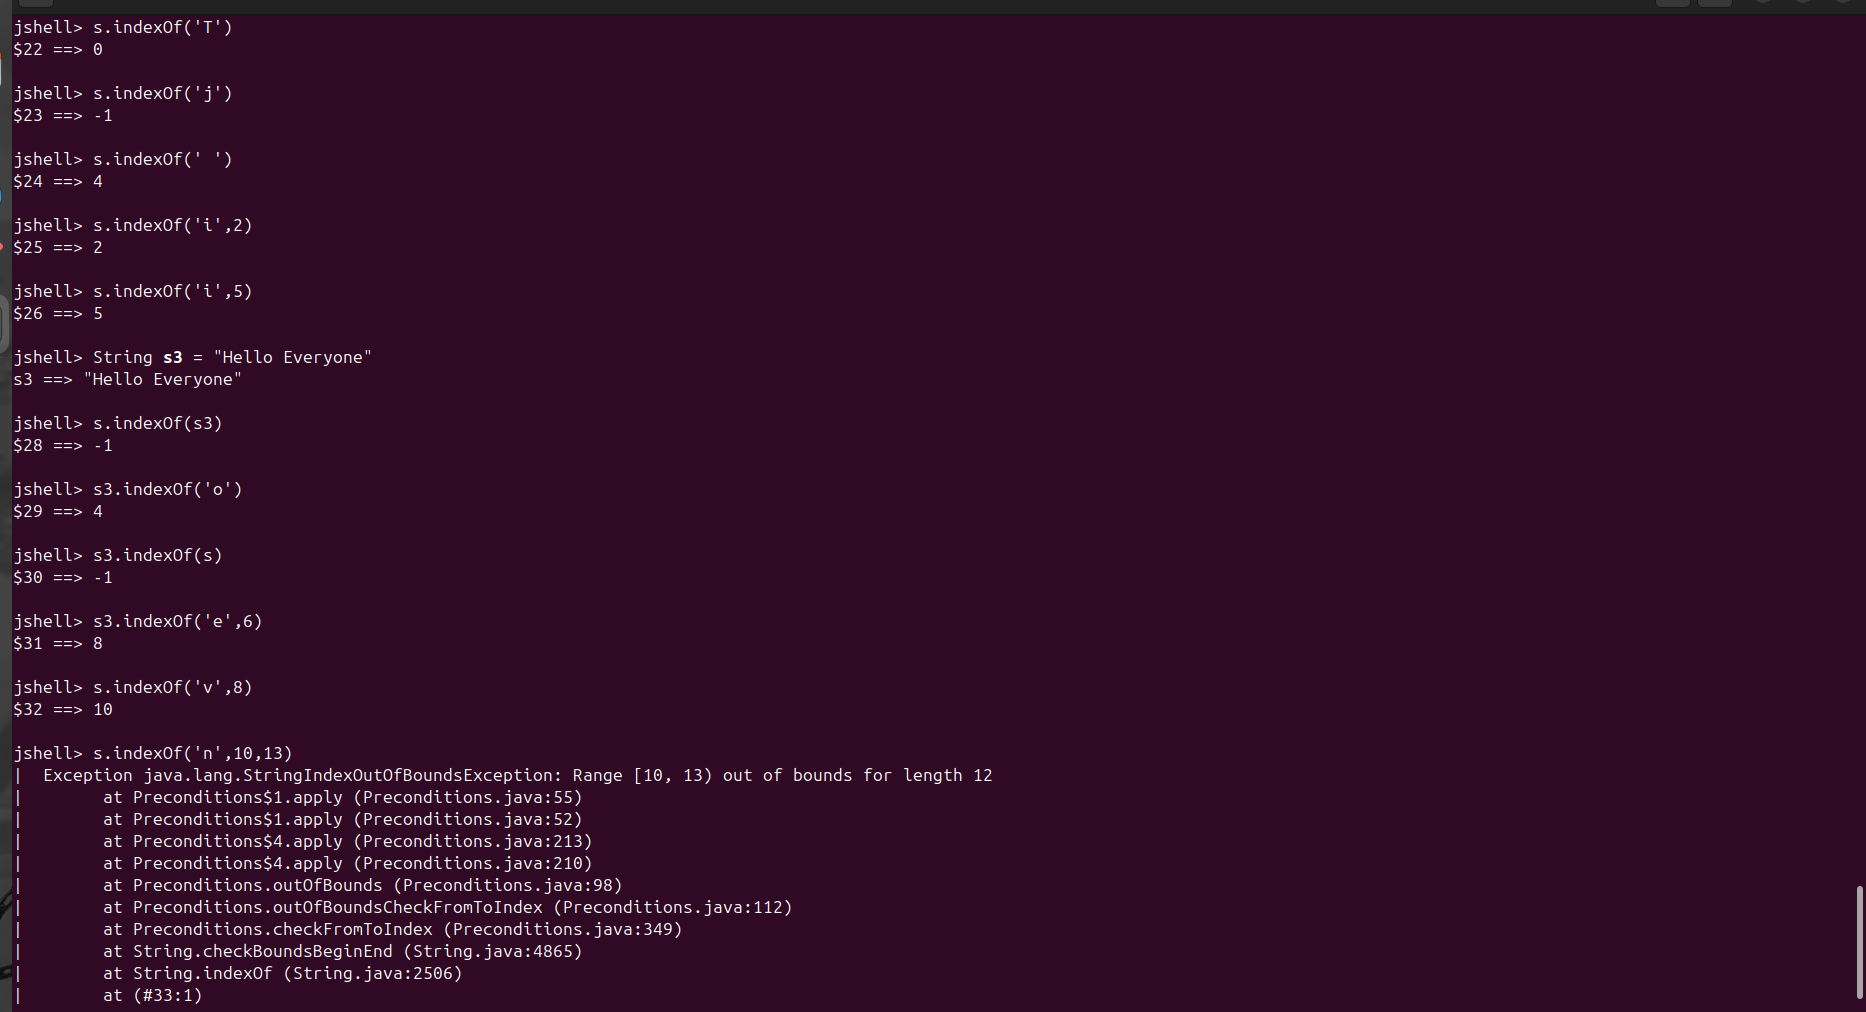 jshell> s.indexOf('T')
$22 ==> 0
jshell> s.indexOf('j')
$23 ==> -1
jshell> s.indexOf(' ')
$24 ==> 4
jshell> s.indexOf('i',2)
$25 ==> 2
jshell> s.indexOf('i',5)
$26 ==> 5
jshell> String s3 = "Hello Everyone"
s3 ==> "Hello Everyone"
jshell> s.indexOf(s3)
$28 ==> -1
jshell> s3.indexOf('o')
$29 ==> 4
jshell> s3.indexOf(s)
$30 ==> -1
jshell> s3.indexOf('e',6)
$31 ==> 8
jshell> s.indexOf('v',8)
$32 ==> 10
jshell> s.indexOf('n',10,13)
|  Exception java.lang.StringIndexOutOfBoundsException: Range [10, 13) out of bounds for length 12
|        at Preconditions$1.apply (Preconditions.java:55)
|        at Preconditions$1.apply (Preconditions.java:52)
|        at Preconditions$4.apply (Preconditions.java:213)
|        at Preconditions$4.apply (Preconditions.java:210)
|        at Preconditions.outOfBounds (Preconditions.java:98)
|        at Preconditions.outOfBoundsCheckFromToIndex (Preconditions.java:112)
|        at Preconditions.checkFromToIndex (Preconditions.java:349)
|        at String.checkBoundsBeginEnd (String.java:4865)
|        at String.indexOf (String.java:2506)
|        at (#33:1)